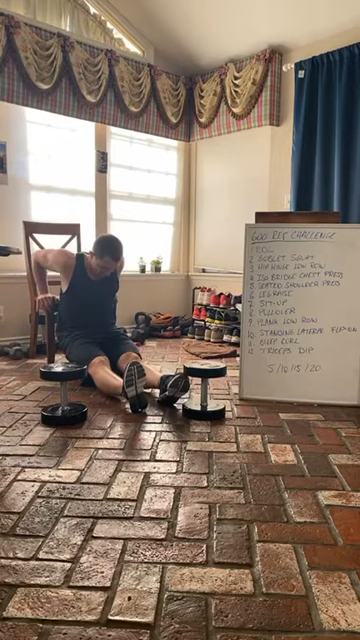 600 REP CHALLENGE
1. RDL
2. GOBLET SQUAT
3. HIP HINGE LOW ROW
4. ISO BRIDGE CHEST PRESS
5. SEATED SHOULDER PRESS
6. LEG RAISE
7. SIT-UP
8. PULLOVER
9. PLANK LOW ROW
10. STANDING LATERAL
11. BICEP CURL
12. TRICEPS DIP
5/10/15/20